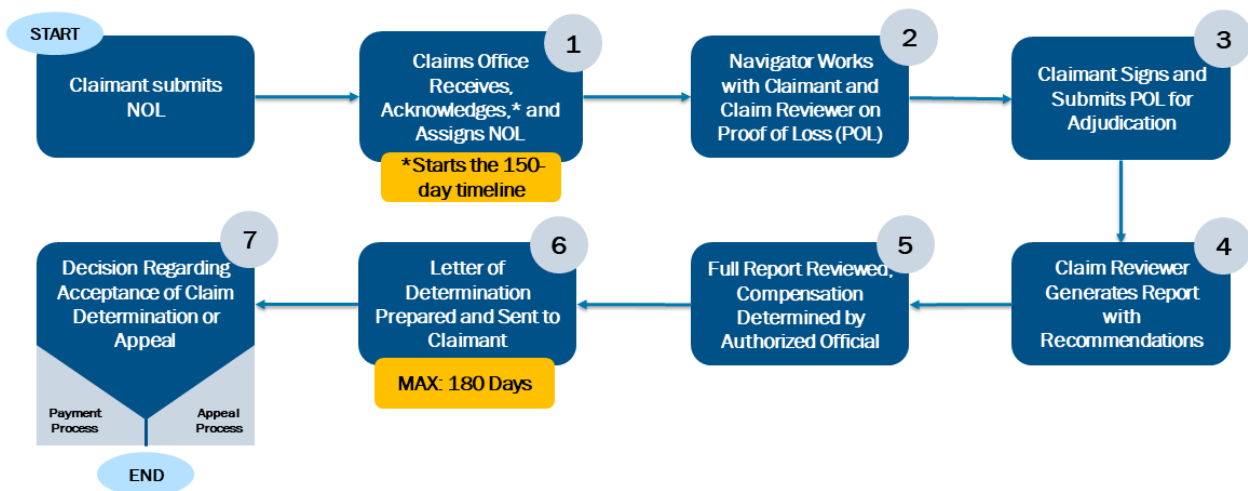 START
Claimant submits
NOL
1
Claims Office
Receives,
Acknowledges,* and
Assigns NOL
*Starts the 150-
day timeline
2
Navigator Works
with Claimant and
Claim Reviewer on
Proof of Loss (POL)
3
Claimant Signs and
Submits POL for
Adjudication
4
Claim Reviewer
Generates Report
with
Recommendations
5
Full Report Reviewed,
Compensation
Determined by
Authorized Official
6
Letter of
Determination
Prepared and Sent to
Claimant
MAX: 180 Days
7
Decision Regarding
Acceptance of Claim
Determination or
Appeal
Payment
Process
Appeal
Process
END